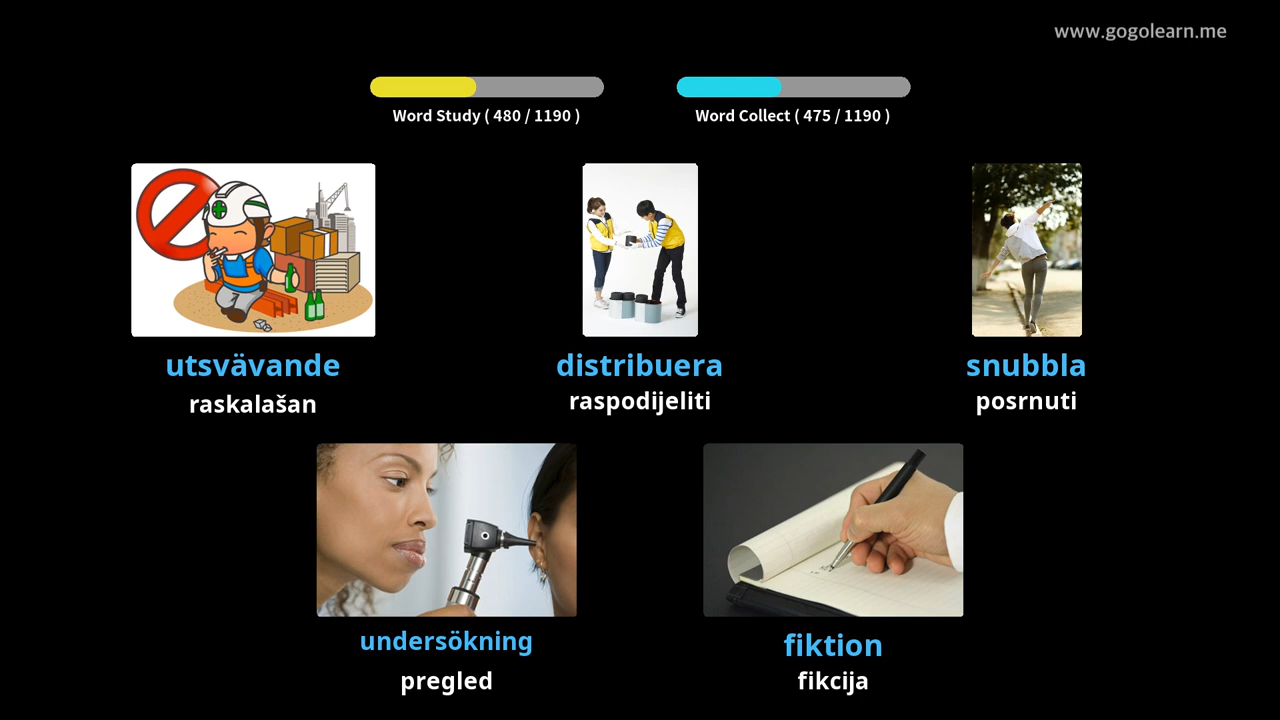 www.gogolearn.me
Word Study ( 480 / 1190 )
Word Collect ( 475 / 1190 )
utsvävande
raskalašan
distribuera
raspodijeliti
snubbla
posrnuti
undersökning
pregled
fiktion
fikcija